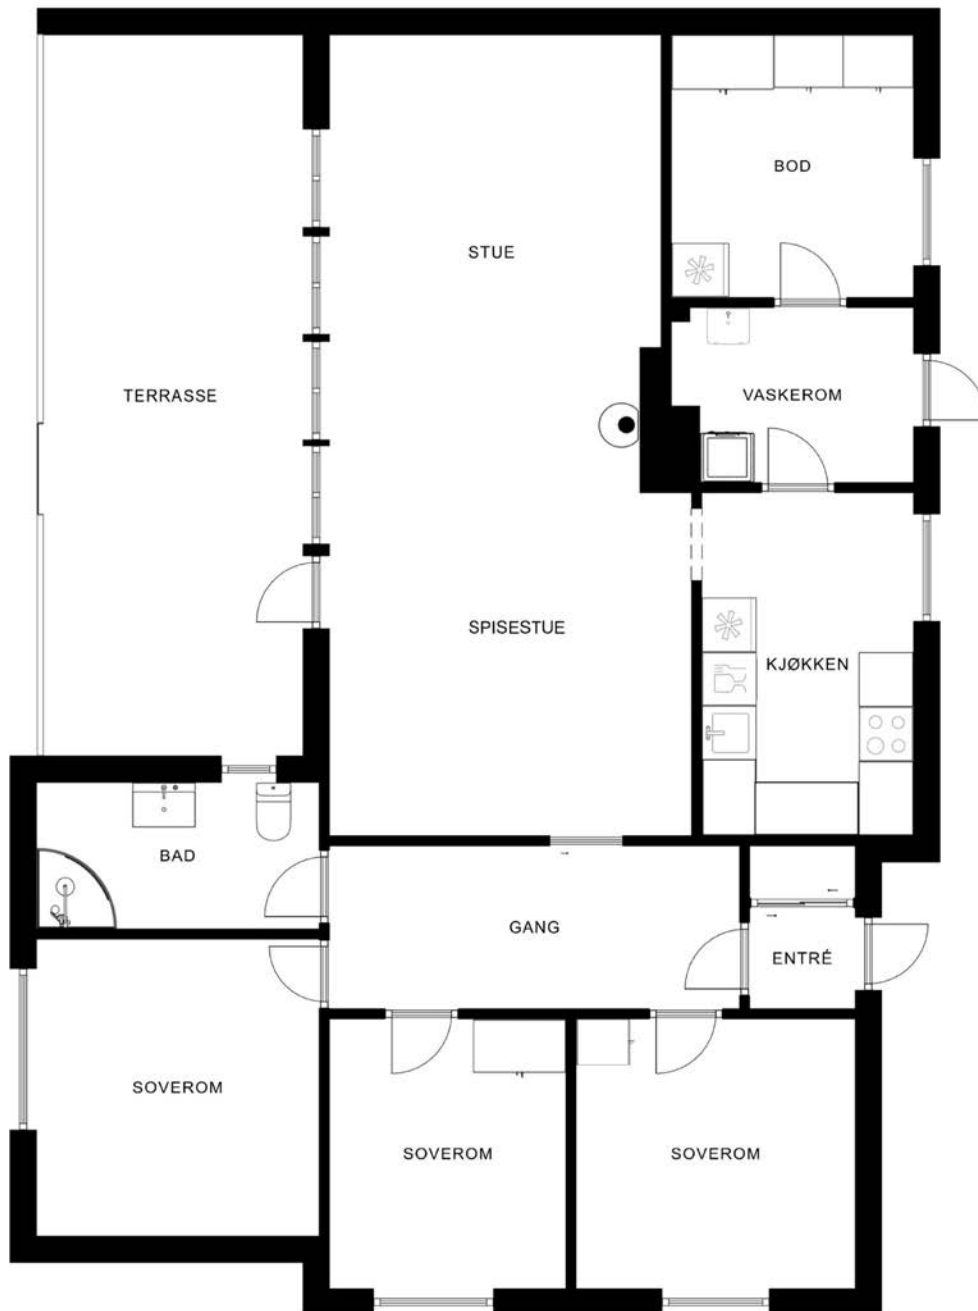 BOD
STUE
TERRASSE
VASKEROM
SPISESTUE
KJØKKEN
BAD
GANG
ENTRÉ
SOVEROM
SOVEROM
SOVEROM